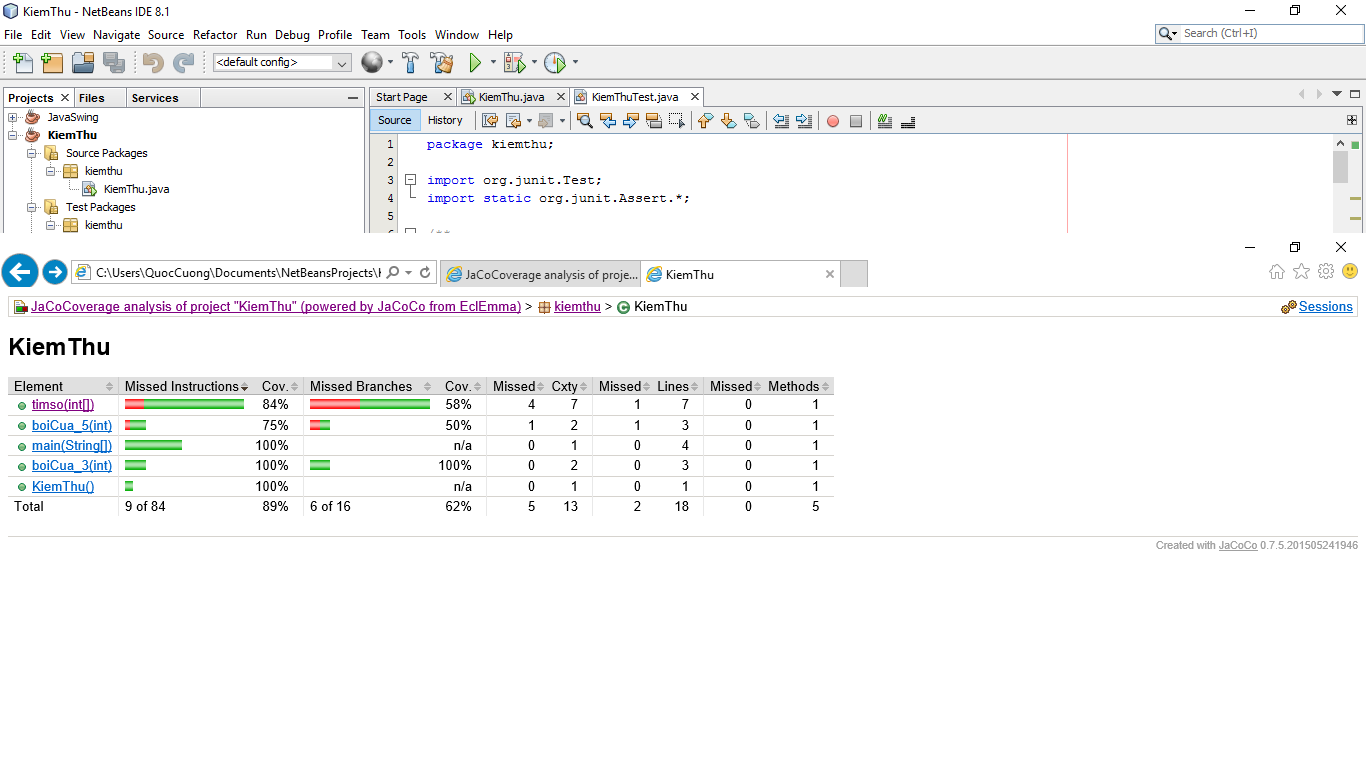 KiemThu - NetBeans IDE 8.1
File Edit View Navigate Source Refactor Run Debug Profile Team Tools Window Help
Search (Ctrl+I)
<default config>
Projects Files Services
Start Page KiemThu.java KiemThuTest.java
JavaSwing
KiemThu
Source Packages
kiemthu
KiemThu.java
Test Packages
kiemthu
Source History
1 package kiemthu;
2
3 import org.junit.Test;
4 import static org.junit.Assert.*;
5
C:\Users\QuocCuong\Documents\NetBeansProjects\
JaCoCoverage analysis of proje... KiemThu
JaCoCoverage analysis of project "KiemThu" (powered by JaCoCo from EclEmma) > kiemthu > KiemThu Sessions
KiemThu
Element Missed Instructions Cov. Missed Branches Cov. Missed Cxty Missed Lines Missed Methods
timso(int[]) 84% 58% 4 7 1 7 0 1
boiCua_5(int) 75% 50% 1 2 1 3 0 1
main(String[]) 100% n/a 0 1 0 4 0 1
boiCua_3(int) 100% 100% 0 2 0 3 0 1
KiemThu() 100% n/a 0 1 0 1 0 1
Total 9 of 84 89% 6 of 16 62% 5 13 2 18 0 5
Created with JaCoCo 0.7.5.201505241946